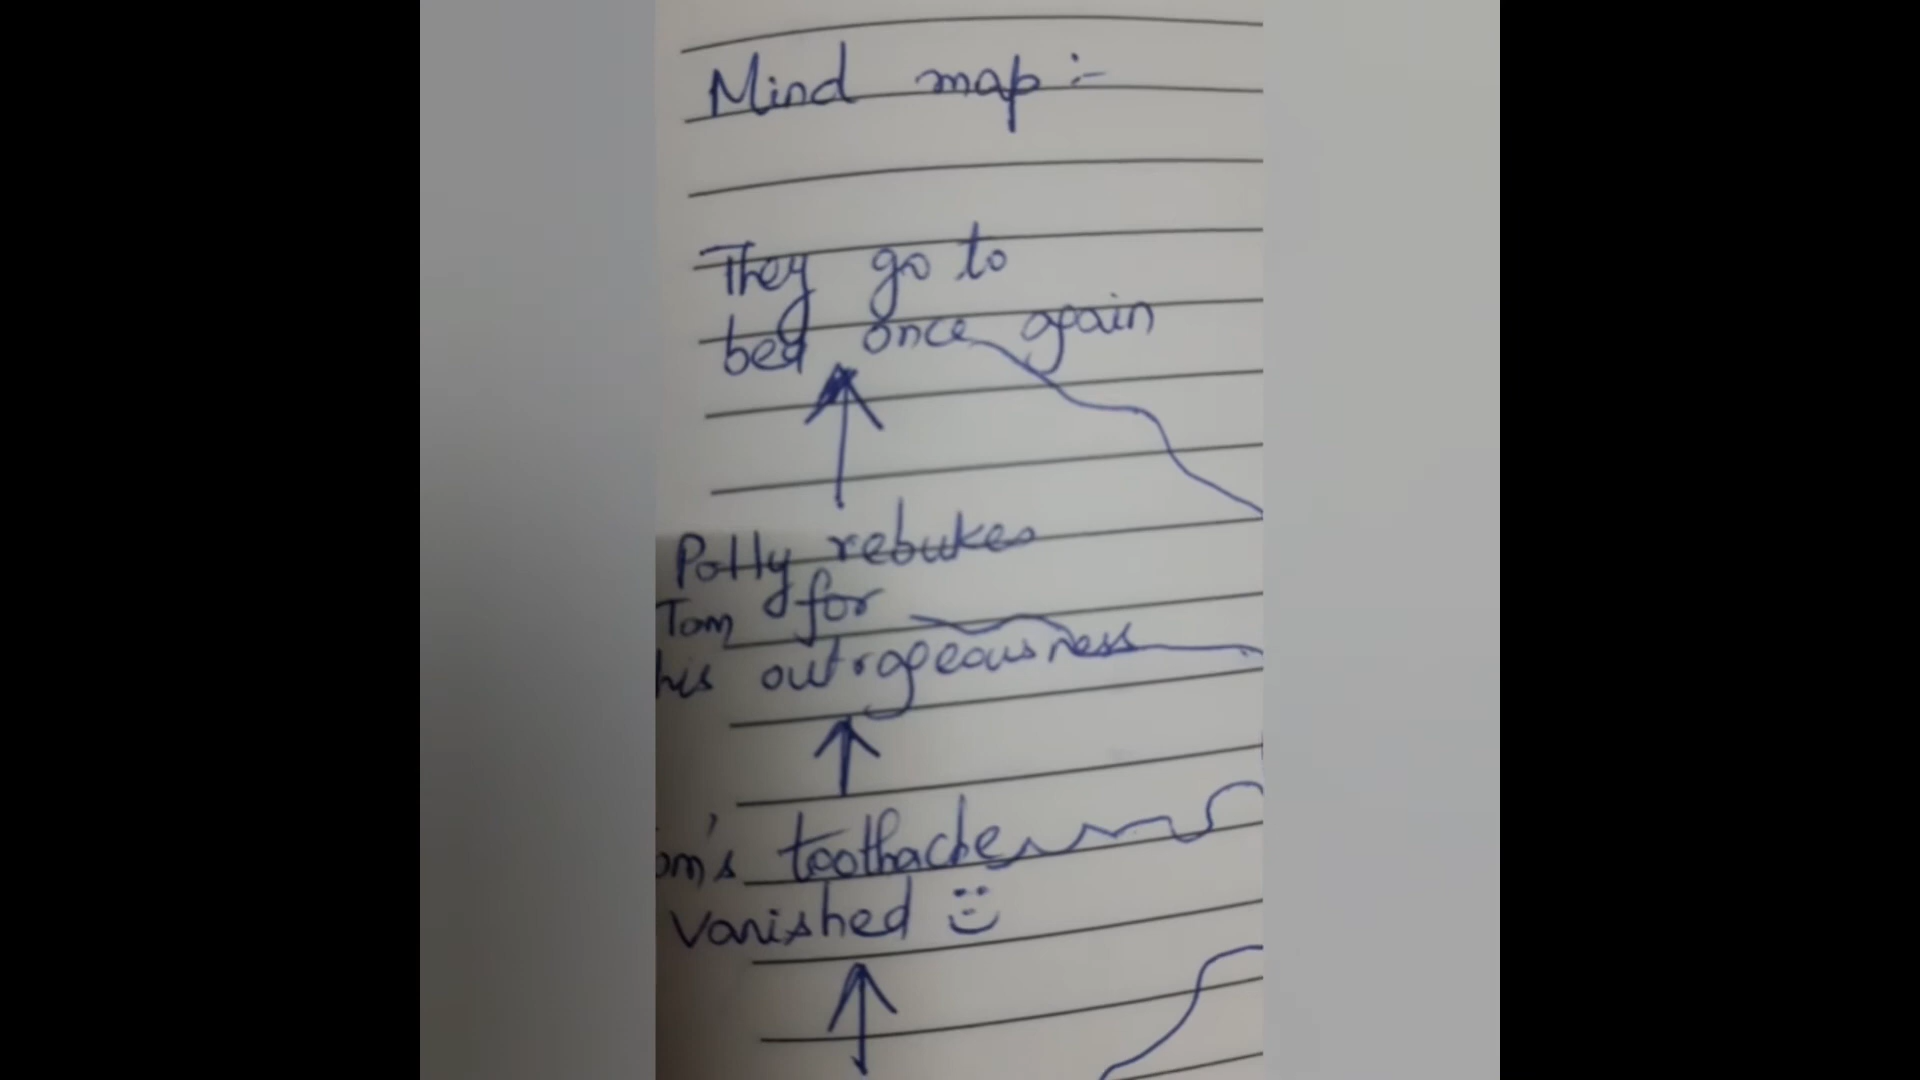 Mind map :-
They go to
bed once again
Polly rebukes
Tom for
his outrageousness
om's toothache
Vanished